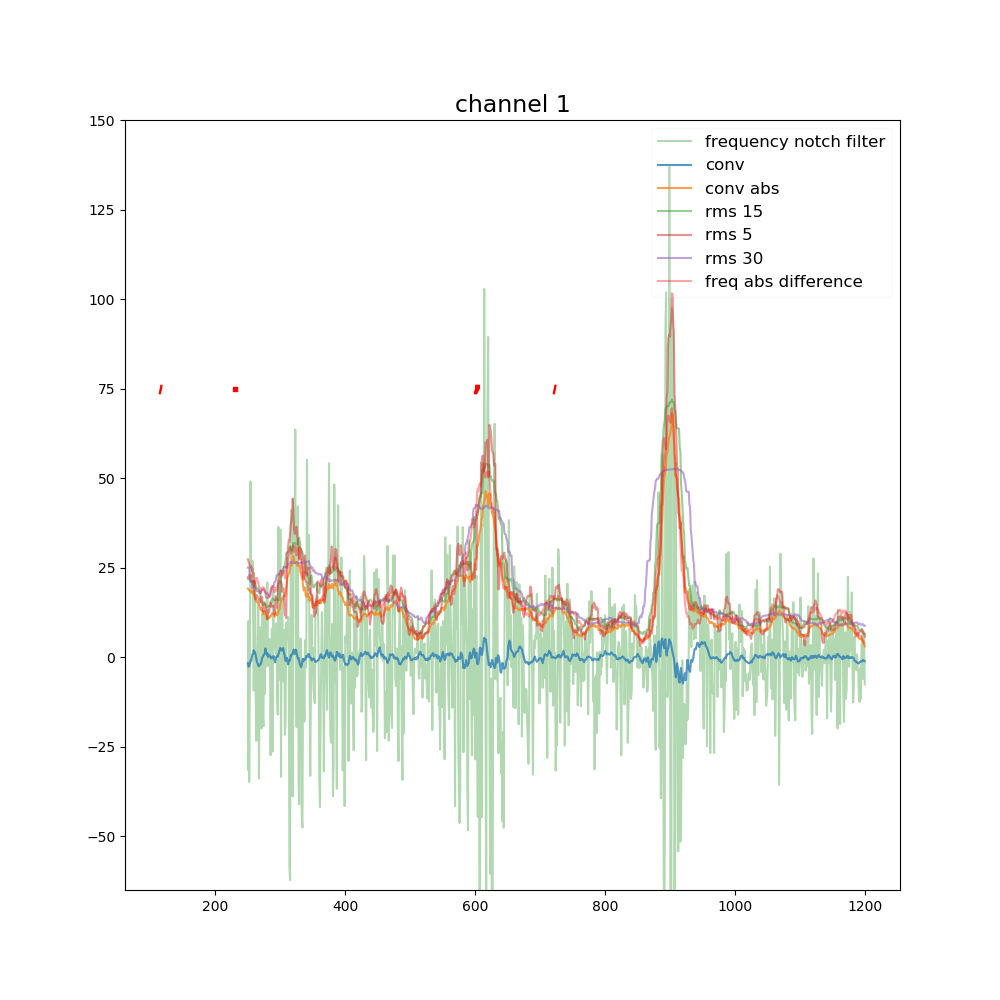 channel 1
150
125
100
75
50
25
0
−25
−50
frequency notch filter
conv
conv abs
rms 15
rms 5
rms 30
freq abs difference
200 400 600 800 1000 1200